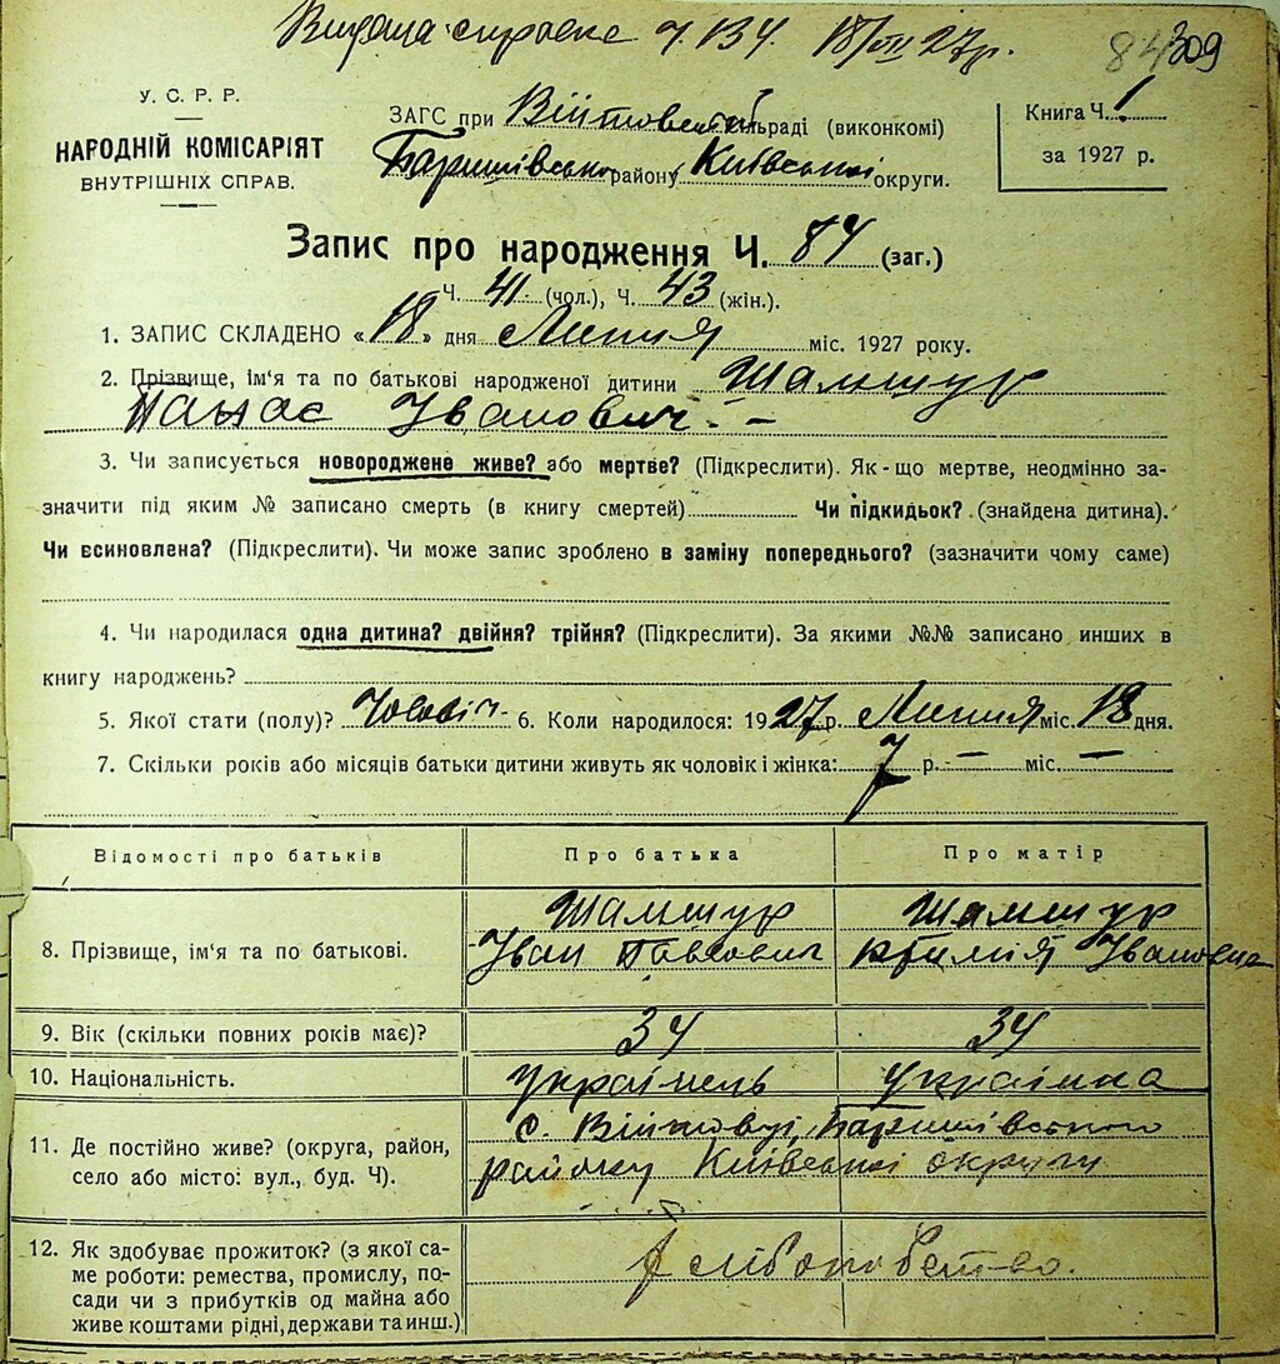 Видана справка ч. 134. 18/VII 27р.
84 309
У. С. Р. Р.
НАРОДНІЙ КОМІСАРІЯТ
ВНУТРІШНІХ СПРАВ.
ЗАГС при Війтовській сільраді (виконкомі)
Баришівського району Київської округи.
Книга Ч. 1
за 1927 р.
Запис про народження Ч. 84 (заг.)
Ч. 41 (чол.), Ч. 43 (жін.).
1. ЗАПИС СКЛАДЕНО «18» дня Липня міс. 1927 року.
2. Прізвище, ім'я та по батькові народженої дитини Шамшур
Панас Іванович. —
3. Чи записується новороджене живе? або мертве? (Підкреслити). Як-що мертве, неодмінно за-
значити під яким № записано смерть (в книгу смертей) Чи підкидьок? (знайдена дитина).
Чи всиновлена? (Підкреслити). Чи може запис зроблено в заміну попереднього? (зазначити чому саме)
4. Чи народилася одна дитина? двійня? трійня? (Підкреслити). За якими №№ записано инших в
книгу народжень?
5. Якої стати (полу)? Чоловіч. 6. Коли народилося: 1927 р. Липня міс. 18 дня.
7. Скільки років або місяців батьки дитини живуть як чоловік і жінка: 7 р. — міс. —
Відомості про батьків Про батька Про матір
Шамшур Шамшур
8. Прізвище, ім'я та по батькові. Іван Павлович Івановна
9. Вік (скільки повних років має)? 34 34
10. Національність. українець українка
с. Війтовці, Баришівського
11. Де постійно живе? (округа, район,
село або місто: вул., буд. Ч). району Київської округи
12. Як здобуває прожиток? (з якої са-
ме роботи: ремества, промислу, по- хліборобство.
сади чи з прибутків од майна або
живе коштами рідні, держави та инш.)